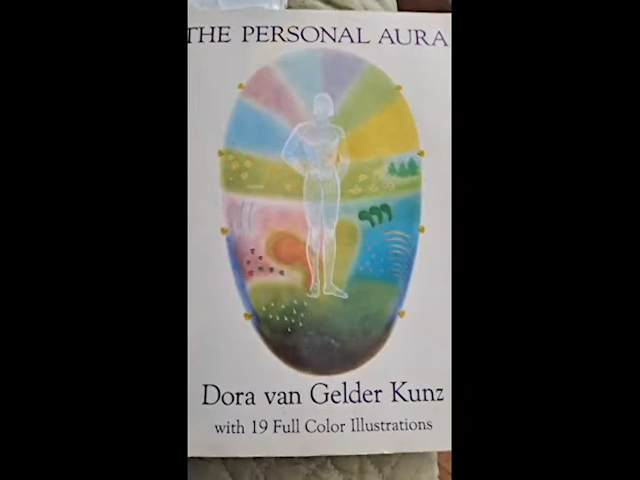 THE PERSONAL AURA
Dora van Gelder Kunz
with 19 Full Color Illustrations